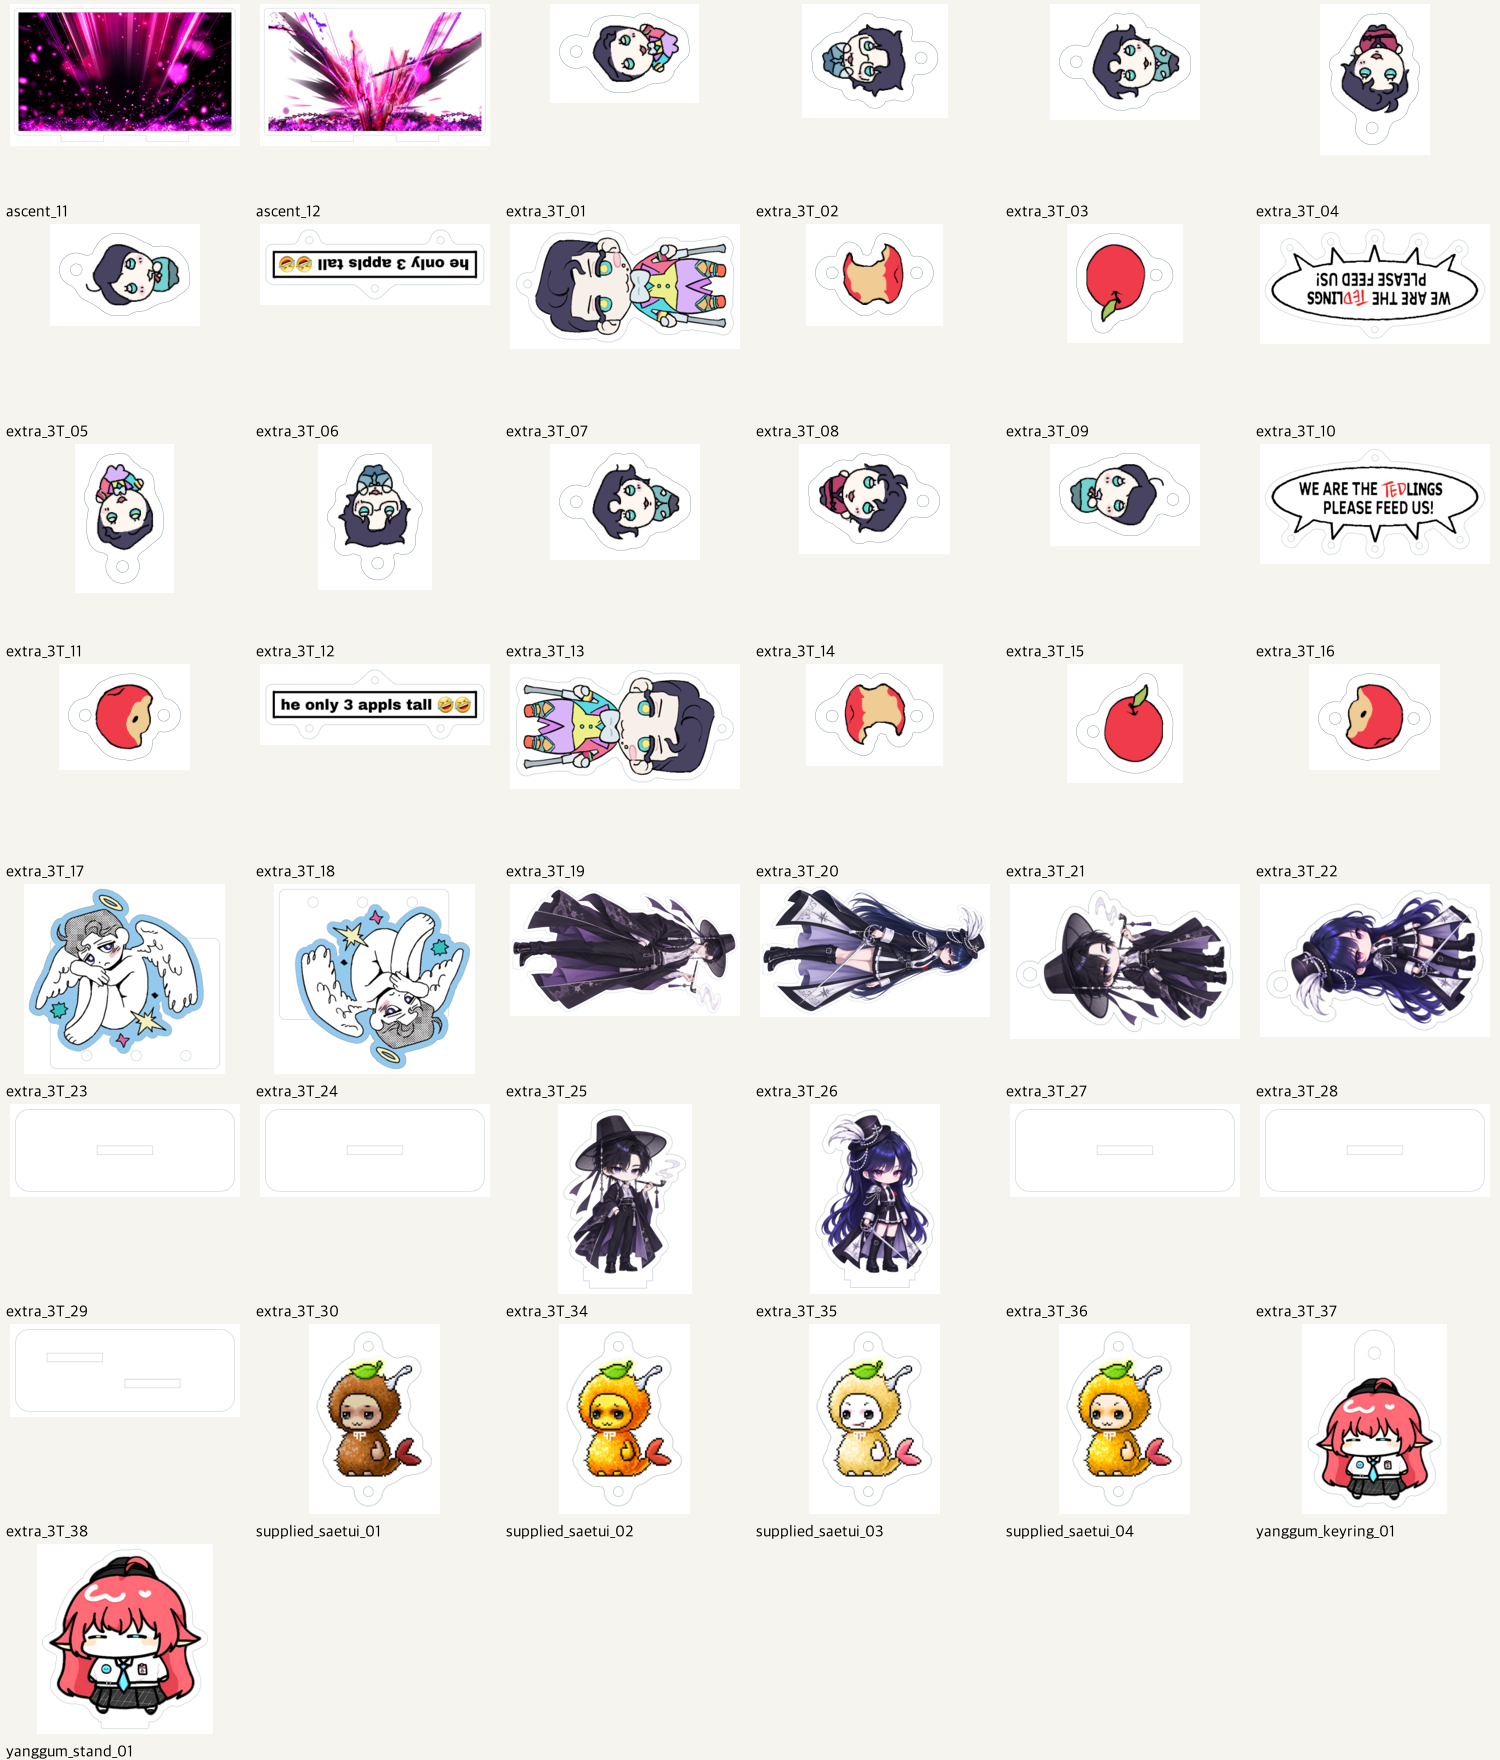 ascent_11
ascent_12
extra_3T_01
extra_3T_02
extra_3T_03
extra_3T_04
he only 3 appls tall 🤣🤣
WE ARE THE TEDLINGS
PLEASE FEED US!
extra_3T_05
extra_3T_06
extra_3T_07
extra_3T_08
extra_3T_09
extra_3T_10
WE ARE THE TEDLINGS
PLEASE FEED US!
extra_3T_11
extra_3T_12
extra_3T_13
extra_3T_14
extra_3T_15
extra_3T_16
he only 3 appls tall 🤣🤣
extra_3T_17
extra_3T_18
extra_3T_19
extra_3T_20
extra_3T_21
extra_3T_22
extra_3T_23
extra_3T_24
extra_3T_25
extra_3T_26
extra_3T_27
extra_3T_28
extra_3T_29
extra_3T_30
extra_3T_34
extra_3T_35
extra_3T_36
extra_3T_37
extra_3T_38
supplied_saetui_01
supplied_saetui_02
supplied_saetui_03
supplied_saetui_04
yanggum_keyring_01
yanggum_stand_01